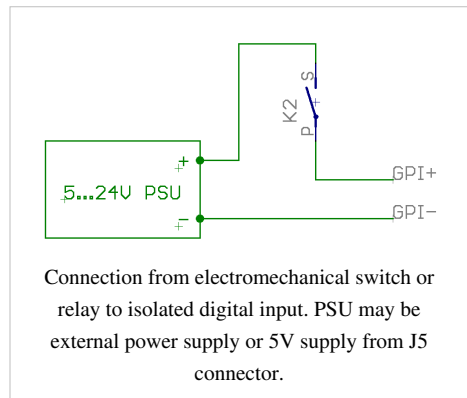 S
K2
P
+
5...24V PSU
-
GPI+
GPI-
Connection from electromechanical switch or
relay to isolated digital input. PSU may be
external power supply or 5V supply from J5
connector.